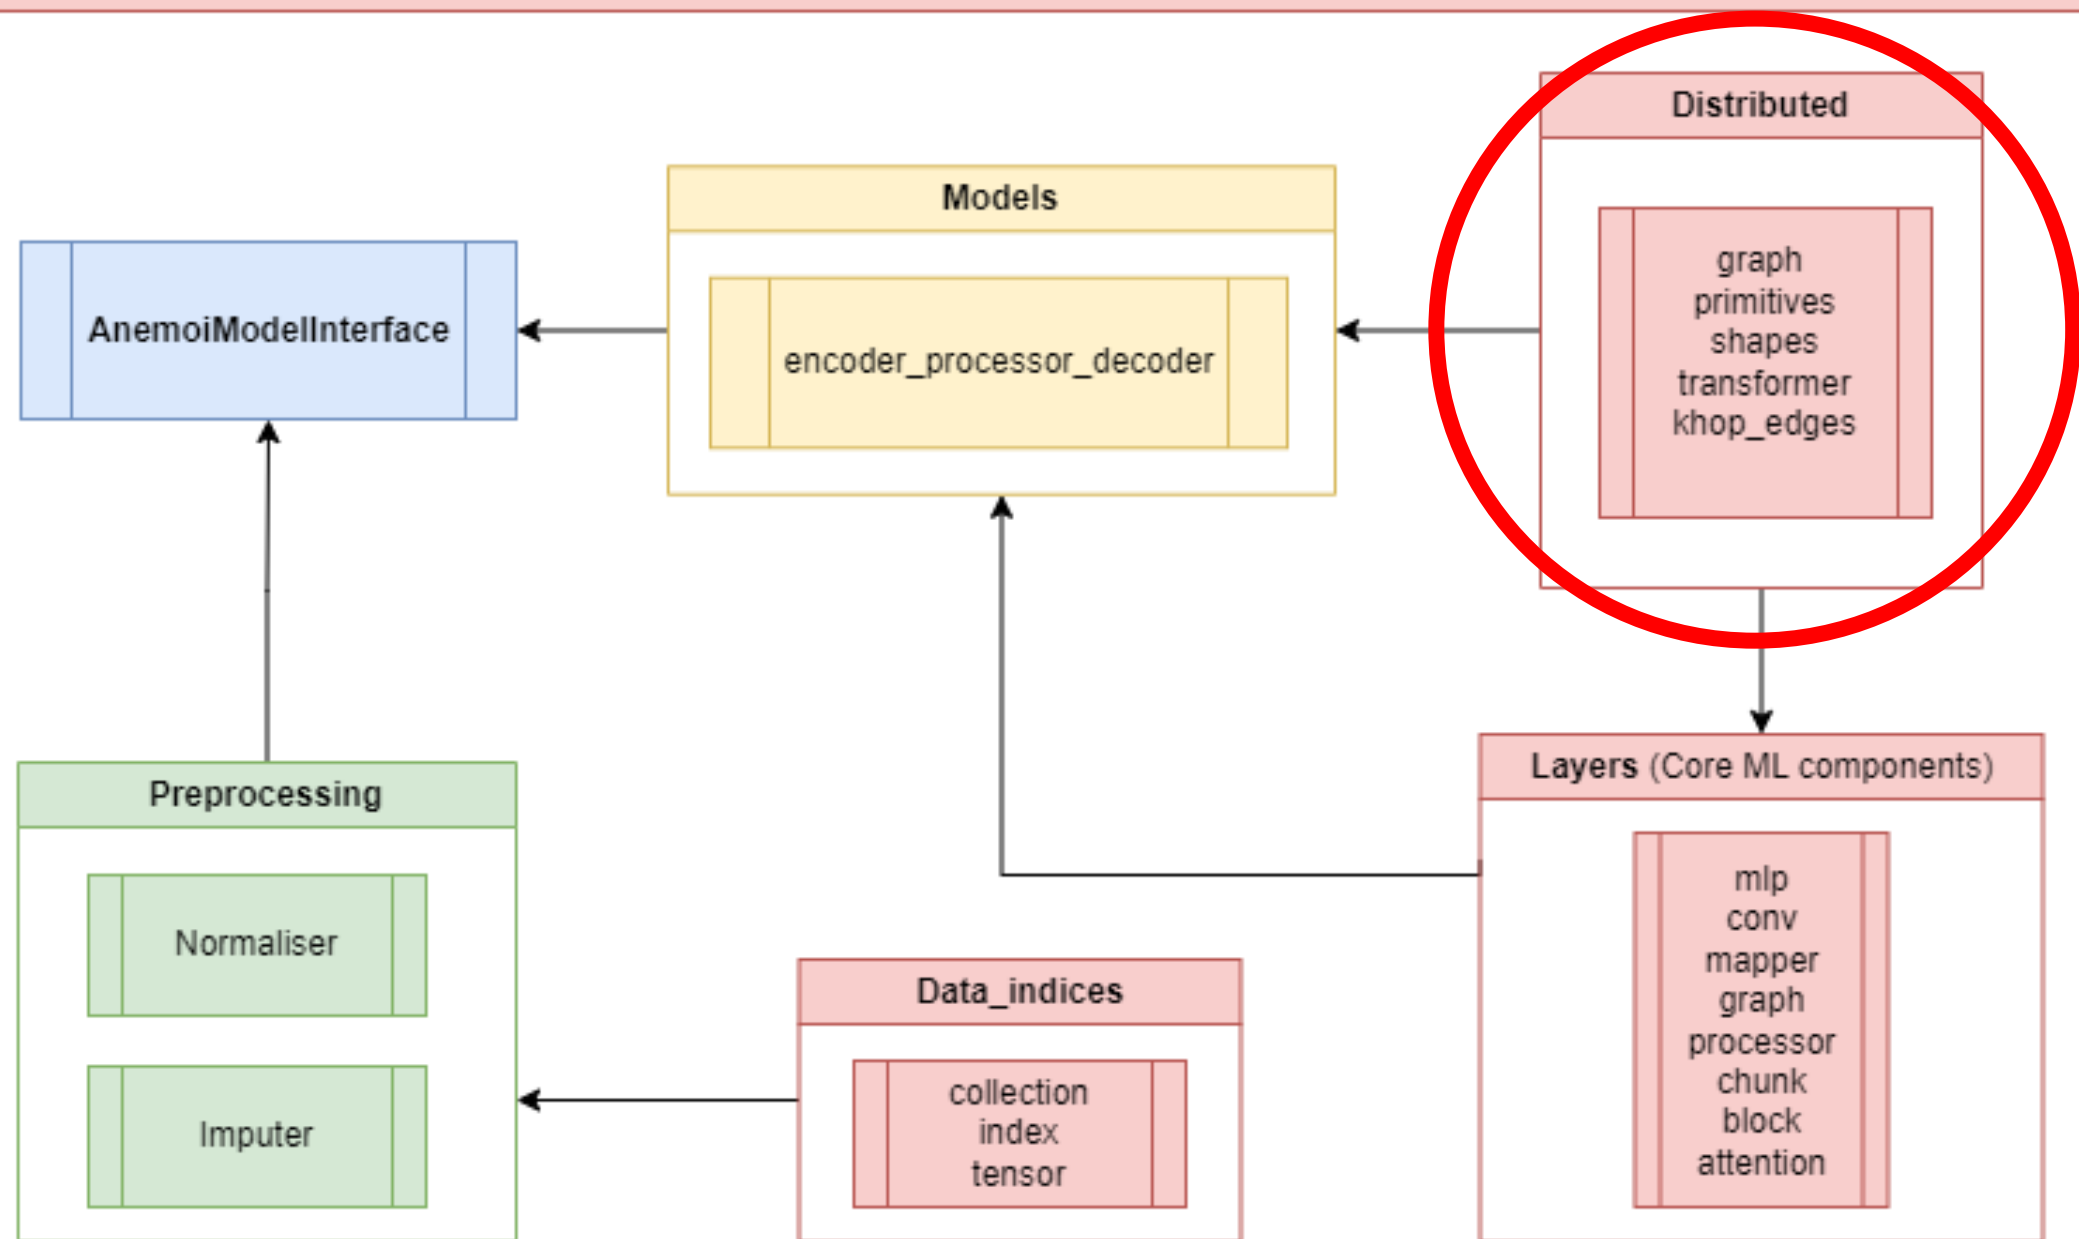 Distributed
graph
primitives
shapes
transformer
khop_edges
Models
encoder_processor_decoder
AnemoiModelInterface
Layers (Core ML components)
mlp
conv
mapper
graph
processor
chunk
block
attention
Preprocessing
Normaliser
Imputer
Data_indices
collection
index
tensor